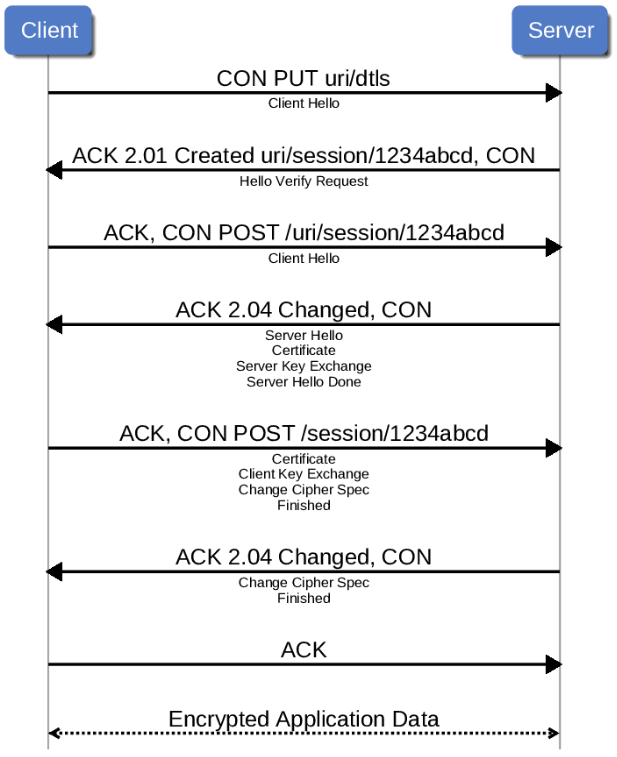 Client
Server
CON PUT uri/dtls
Client Hello
ACK 2.01 Created uri/session/1234abcd, CON
Hello Verify Request
ACK, CON POST /uri/session/1234abcd
Client Hello
ACK 2.04 Changed, CON
Server Hello
Certificate
Server Key Exchange
Server Hello Done
ACK, CON POST /session/1234abcd
Certificate
Client Key Exchange
Change Cipher Spec
Finished
ACK 2.04 Changed, CON
Change Cipher Spec
Finished
ACK
Encrypted Application Data